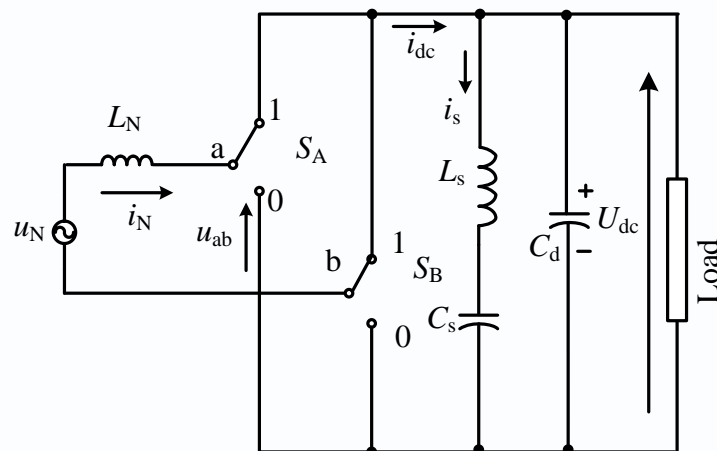 i_dc
L_N
1
a
S_A
i_s
0
i_N
L_s
u_N
u_ab
+
U_dc
b
1
S_B
C_d
−
Load
C_s
0